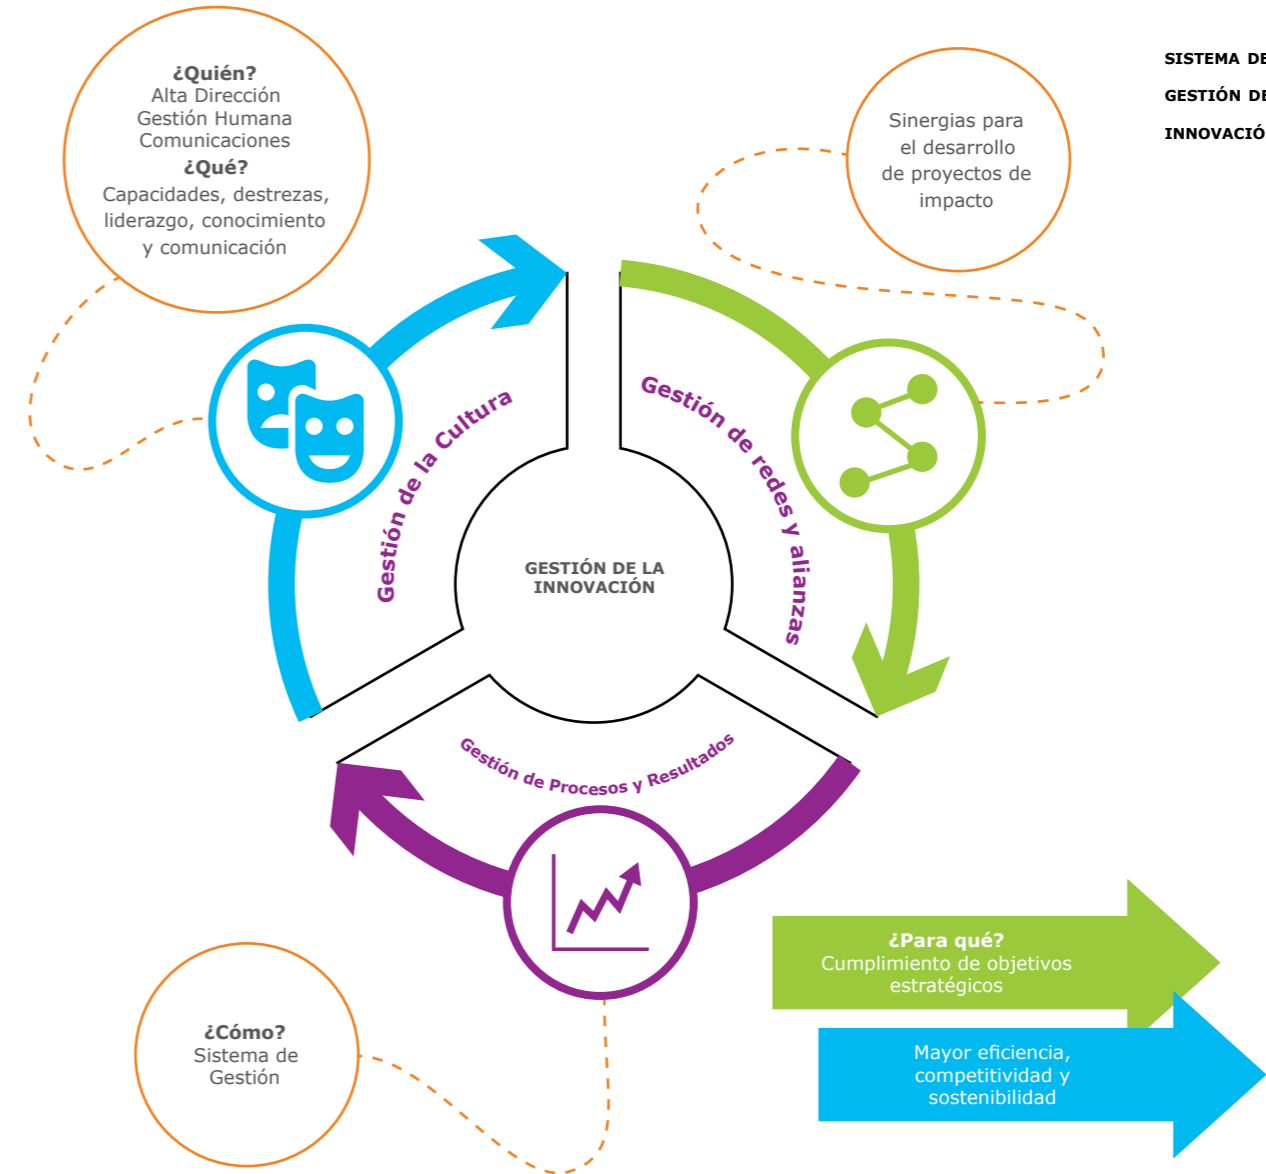 ¿Quién?
Alta Dirección
Gestión Humana
Comunicaciones
¿Qué?
Capacidades, destrezas,
liderazgo, conocimiento
y comunicación
Sinergias para
el desarrollo
de proyectos de
impacto
SISTEMA DE
GESTIÓN DE
INNOVACIÓ
Gestión de la Cultura
Gestión de redes y alianzas
GESTIÓN DE LA
INNOVACIÓN
Gestión de Procesos y Resultados
¿Para qué?
Cumplimiento de objetivos
estratégicos
Mayor eficiencia,
competitividad y
sostenibilidad
¿Cómo?
Sistema de
Gestión